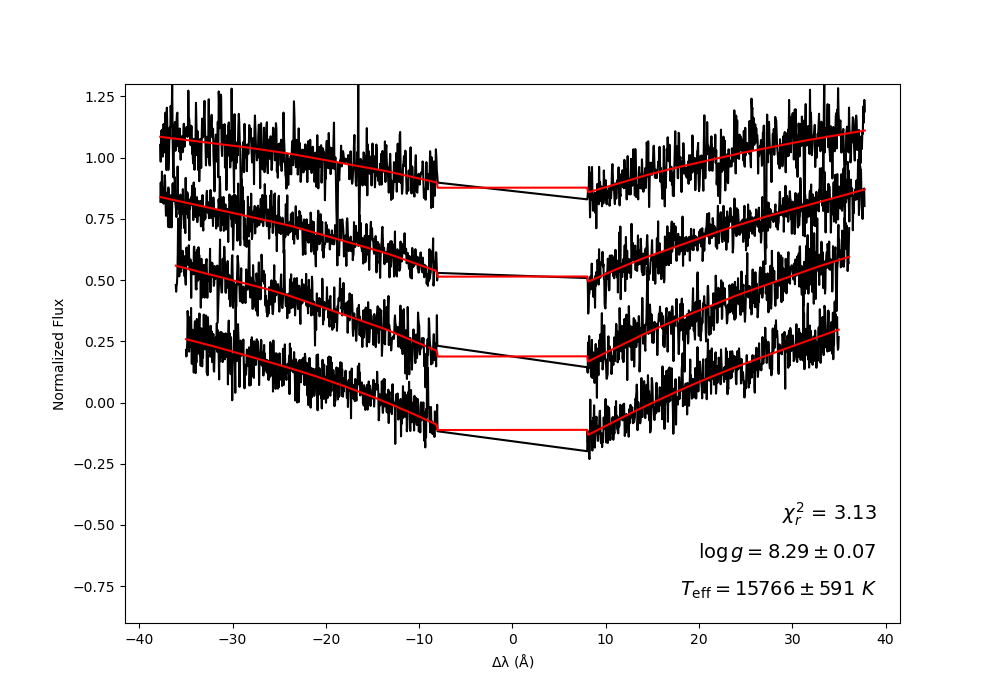 1.25
1.00
0.75
0.50
0.25
0.00
−0.25
−0.50
−0.75
Normalized Flux
χ²ᵣ = 3.13
log g = 8.29 ± 0.07
T_eff = 15766 ± 591 K
−40 −30 −20 −10 0 10 20 30 40
Δλ (Å)